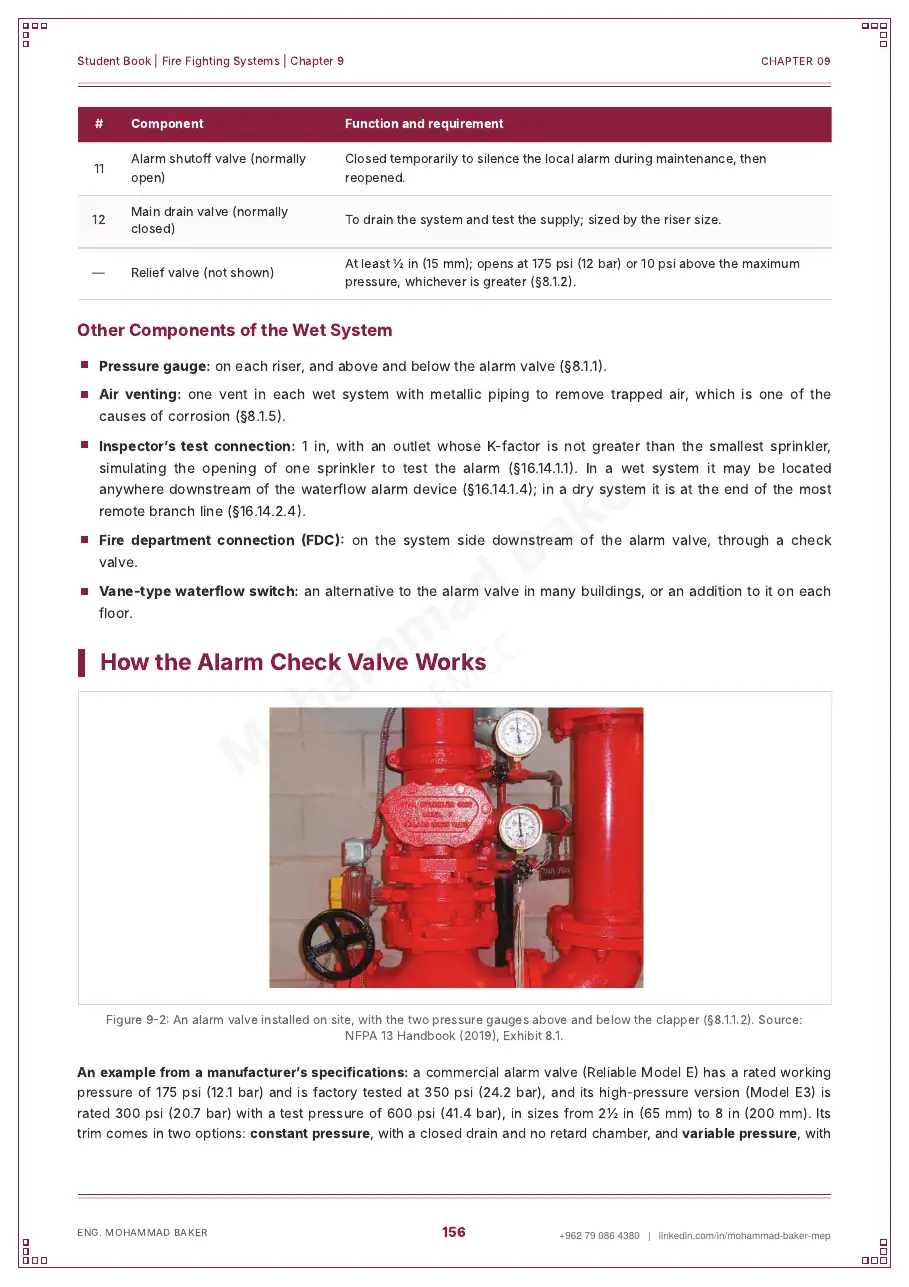 Student Book | Fire Fighting Systems | Chapter 9
CHAPTER 09
# Component Function and requirement
11 Alarm shutoff valve (normally open) Closed temporarily to silence the local alarm during maintenance, then reopened.
12 Main drain valve (normally closed) To drain the system and test the supply; sized by the riser size.
— Relief valve (not shown) At least ½ in (15 mm); opens at 175 psi (12 bar) or 10 psi above the maximum pressure, whichever is greater (§8.1.2).
Other Components of the Wet System
Pressure gauge: on each riser, and above and below the alarm valve (§8.1.1).
Air venting: one vent in each wet system with metallic piping to remove trapped air, which is one of the
causes of corrosion (§8.1.5).
Inspector’s test connection: 1 in, with an outlet whose K-factor is not greater than the smallest sprinkler,
simulating the opening of one sprinkler to test the alarm (§16.14.1.1). In a wet system it may be located
anywhere downstream of the waterflow alarm device (§16.14.1.4); in a dry system it is at the end of the most
remote branch line (§16.14.2.4).
Fire department connection (FDC): on the system side downstream of the alarm valve, through a check
valve.
Vane-type waterflow switch: an alternative to the alarm valve in many buildings, or an addition to it on each
floor.
How the Alarm Check Valve Works
Mohammad Baker
EMCC
Figure 9-2: An alarm valve installed on site, with the two pressure gauges above and below the clapper (§8.1.1.2). Source:
NFPA 13 Handbook (2019), Exhibit 8.1.
An example from a manufacturer’s specifications: a commercial alarm valve (Reliable Model E) has a rated working
pressure of 175 psi (12.1 bar) and is factory tested at 350 psi (24.2 bar), and its high-pressure version (Model E3) is
rated 300 psi (20.7 bar) with a test pressure of 600 psi (41.4 bar), in sizes from 2½ in (65 mm) to 8 in (200 mm). Its
trim comes in two options: constant pressure, with a closed drain and no retard chamber, and variable pressure, with
ENG. MOHAMMAD BAKER
156
+962 79 086 4380 | linkedin.com/in/mohammad-baker-mep